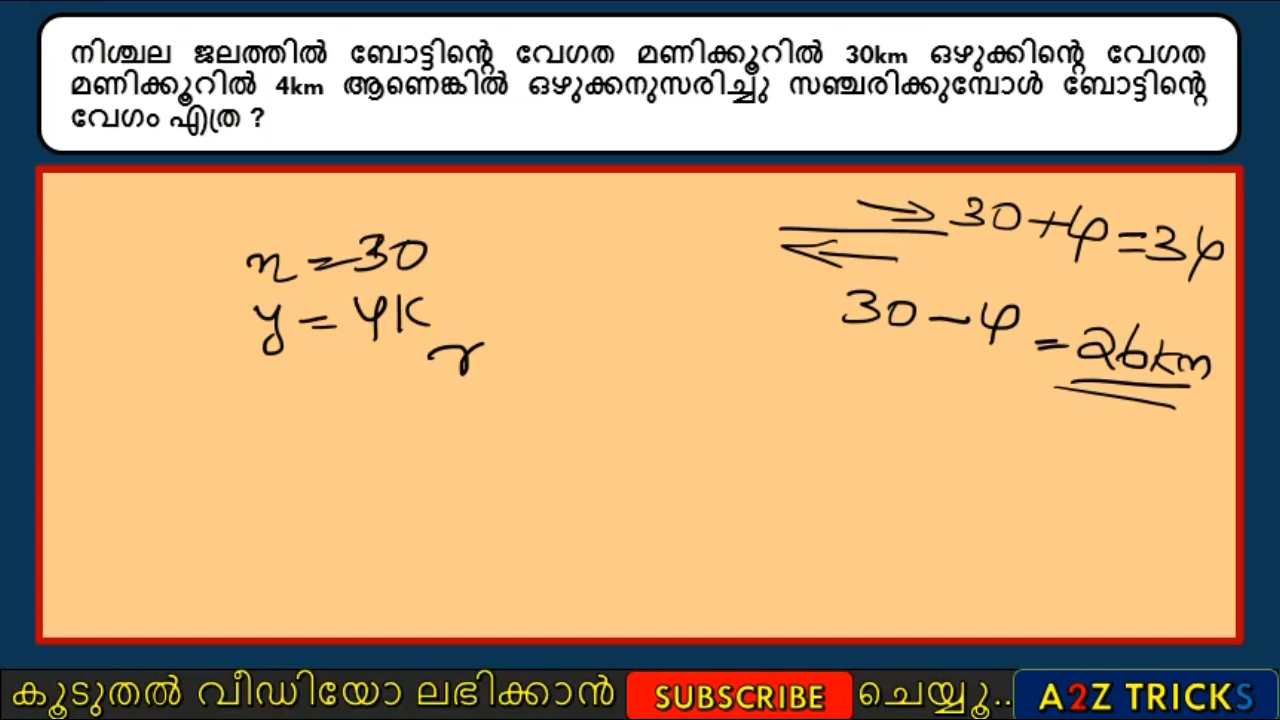 നിശ്ചല ജലത്തിൽ ബോട്ടിന്റെ വേഗത മണിക്കൂറിൽ 30km ഒഴുക്കിന്റെ വേഗത
മണിക്കൂറിൽ 4km ആണെങ്കിൽ ഒഴുക്കനുസരിച്ചു സഞ്ചരിക്കുമ്പോൾ ബോട്ടിന്റെ
വേഗം എത്ര ?
30+4=34
x=30
y=4K
30-4=26km
കൂടുതൽ വീഡിയോ ലഭിക്കാൻ SUBSCRIBE ചെയ്യൂ.. A2Z TRICKS